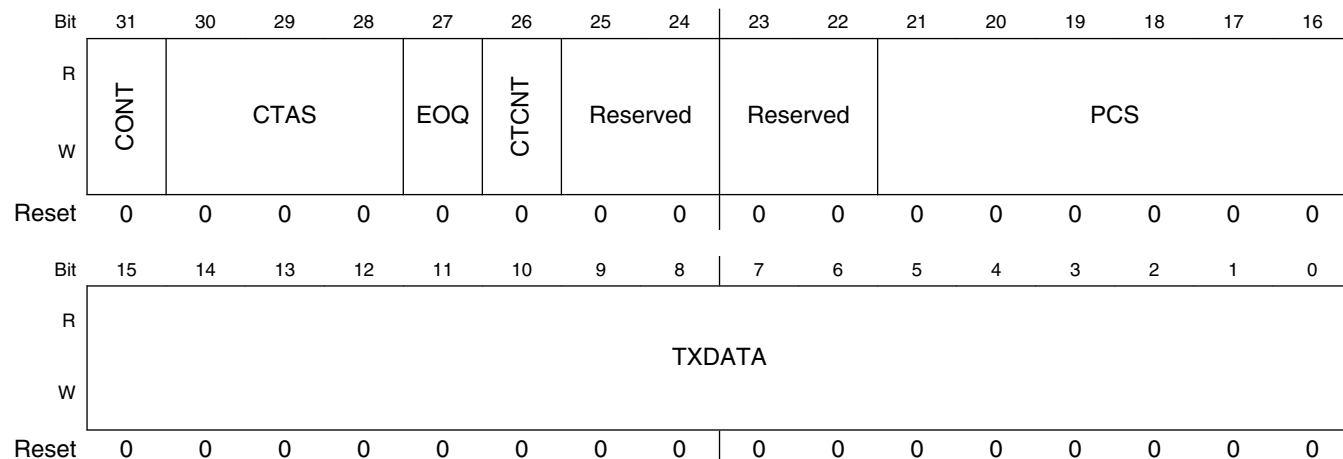 Bit 31 30 29 28 27 26 25 24 23 22 21 20 19 18 17 16
R
W
CONT CTAS EOQ CTCNT Reserved Reserved PCS
Reset 0 0 0 0 0 0 0 0 0 0 0 0 0 0 0 0
Bit 15 14 13 12 11 10 9 8 7 6 5 4 3 2 1 0
R
TXDATA
W
Reset 0 0 0 0 0 0 0 0 0 0 0 0 0 0 0 0